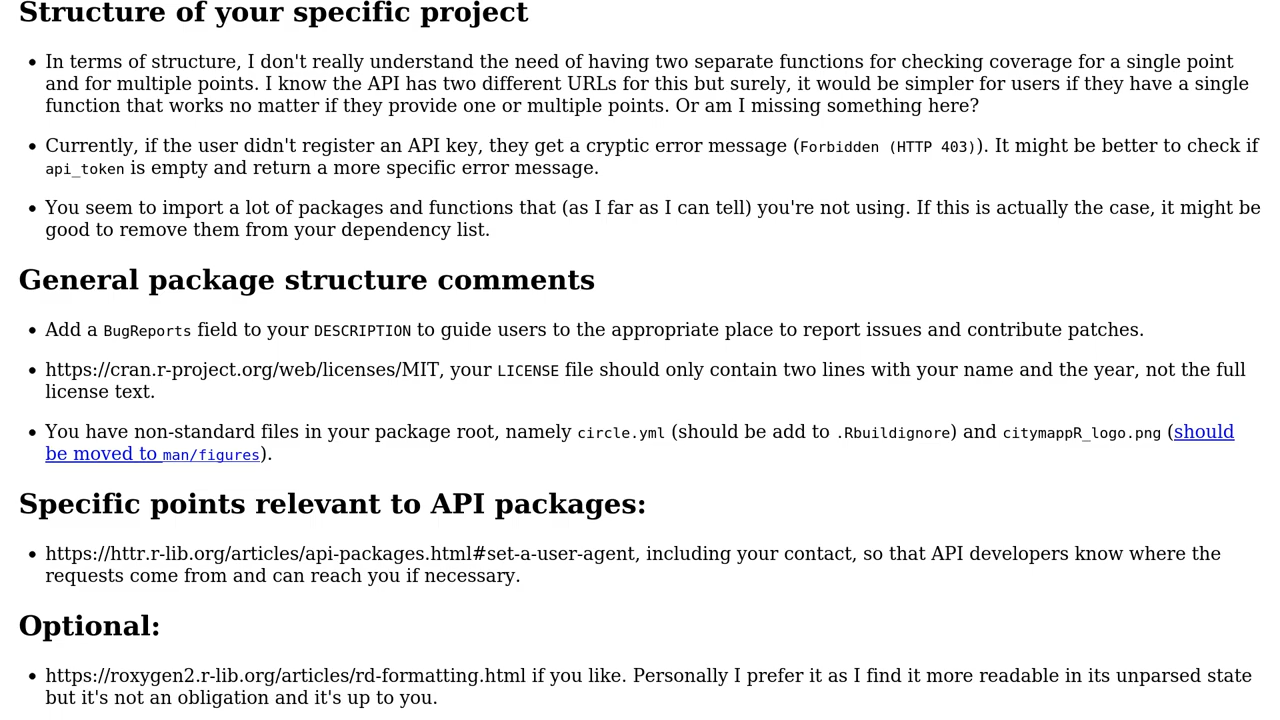 Structure of your specific project
In terms of structure, I don't really understand the need of having two separate functions for checking coverage for a single point
and for multiple points. I know the API has two different URLs for this but surely, it would be simpler for users if they have a single
function that works no matter if they provide one or multiple points. Or am I missing something here?
Currently, if the user didn't register an API key, they get a cryptic error message (Forbidden (HTTP 403)). It might be better to check if
api_token is empty and return a more specific error message.
You seem to import a lot of packages and functions that (as I far as I can tell) you're not using. If this is actually the case, it might be
good to remove them from your dependency list.
General package structure comments
Add a BugReports field to your DESCRIPTION to guide users to the appropriate place to report issues and contribute patches.
https://cran.r-project.org/web/licenses/MIT, your LICENSE file should only contain two lines with your name and the year, not the full
license text.
You have non-standard files in your package root, namely circle.yml (should be add to .Rbuildignore) and citymappR_logo.png (should
be moved to man/figures).
Specific points relevant to API packages:
https://httr.r-lib.org/articles/api-packages.html#set-a-user-agent, including your contact, so that API developers know where the
requests come from and can reach you if necessary.
Optional:
https://roxygen2.r-lib.org/articles/rd-formatting.html if you like. Personally I prefer it as I find it more readable in its unparsed state
but it's not an obligation and it's up to you.